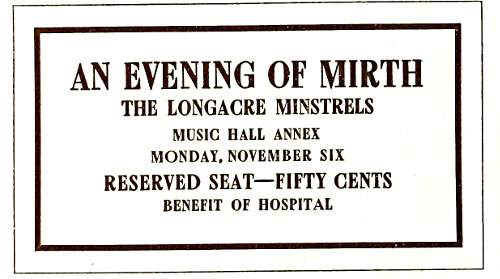 AN EVENING OF MIRTH
THE LONGACRE MINSTRELS
MUSIC HALL ANNEX
MONDAY, NOVEMBER SIX
RESERVED SEAT—FIFTY CENTS
BENEFIT OF HOSPITAL